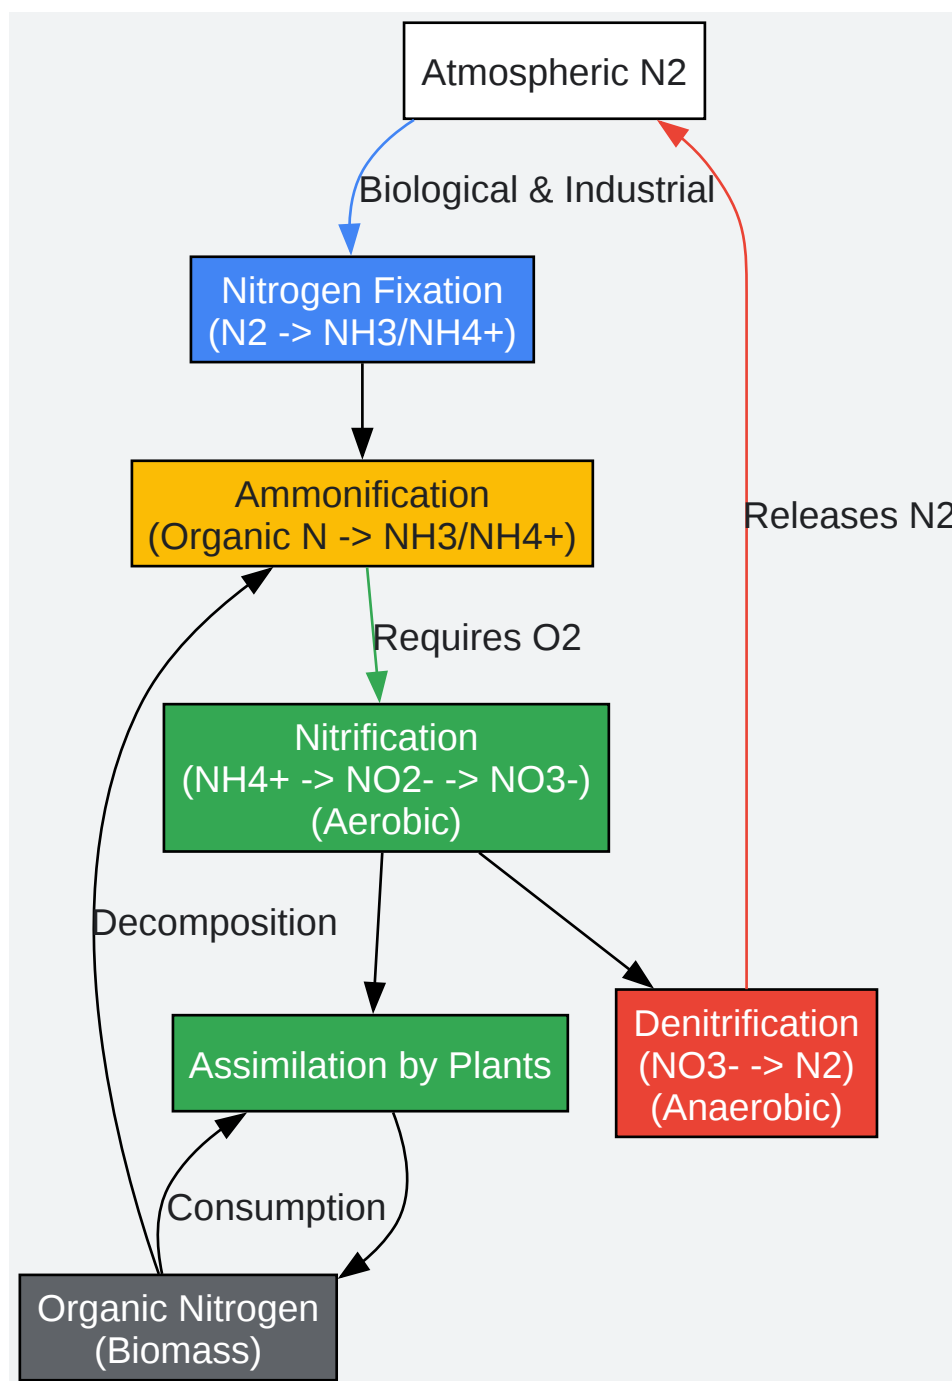 Atmospheric N2
Biological & Industrial
Nitrogen Fixation
(N2 -> NH3/NH4+)
Ammonification
(Organic N -> NH3/NH4+)
Releases N2
Requires O2
Nitrification
(NH4+ -> NO2- -> NO3-)
(Aerobic)
Decomposition
Denitrification
(NO3- -> N2)
(Anaerobic)
Assimilation by Plants
Consumption
Organic Nitrogen
(Biomass)